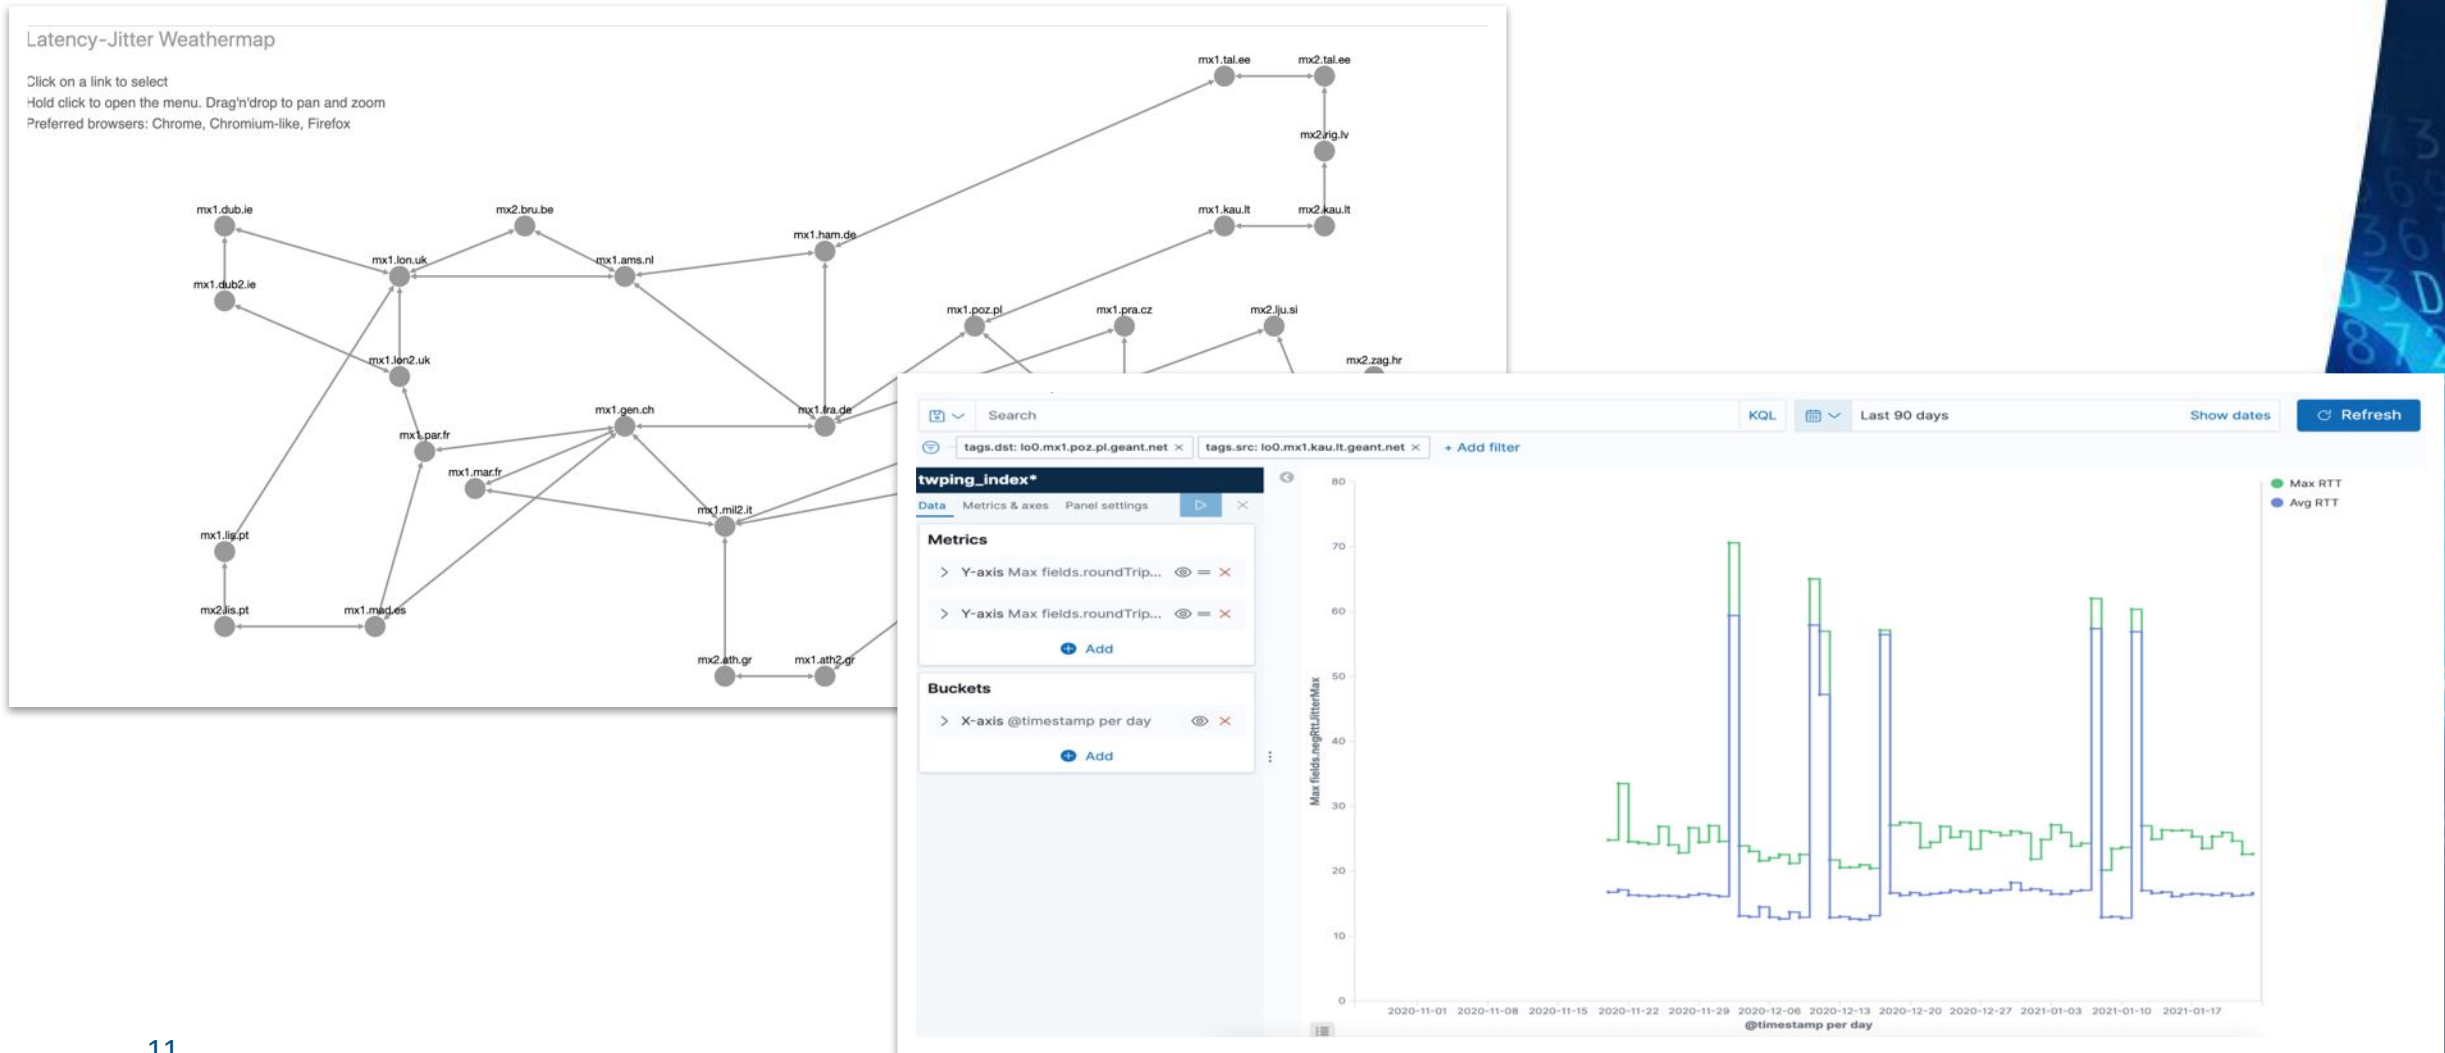 Latency-Jitter Weathermap
Click on a link to select
Hold click to open the menu. Drag'n'drop to pan and zoom
Preferred browsers: Chrome, Chromium-like, Firefox
mx1.tal.ee
mx2.tal.ee
mx2.rig.lv
mx1.dub.ie
mx2.bru.be
mx1.kau.lt
mx2.kau.lt
mx1.ham.de
mx1.lon.uk
mx1.ams.nl
mx1.dub2.ie
mx1.poz.pl
mx1.pra.cz
mx2.lju.si
mx1.lon2.uk
mx2.zag.hr
mx1.gen.ch
mx1.fra.de
mx1.par.fr
mx1.mar.fr
mx1.mil2.it
mx1.lis.pt
mx2.lis.pt
mx1.mad.es
mx2.ath.gr
mx1.ath2.gr
Search
KQL
Last 90 days
Show dates
Refresh
tags.dst: lo0.mx1.poz.pl.geant.net
tags.src: lo0.mx1.kau.lt.geant.net
+ Add filter
twping_index*
Data Metrics & axes Panel settings
Metrics
Y-axis Max fields.roundTrip...
Y-axis Max fields.roundTrip...
Add
Buckets
X-axis @timestamp per day
Add
Max fields.negRtt.JitterMax
80
70
60
50
40
30
20
10
0
Max RTT
Avg RTT
2020-11-01 2020-11-08 2020-11-15 2020-11-22 2020-11-29 2020-12-06 2020-12-13 2020-12-20 2020-12-27 2021-01-03 2021-01-10 2021-01-17
@timestamp per day
11